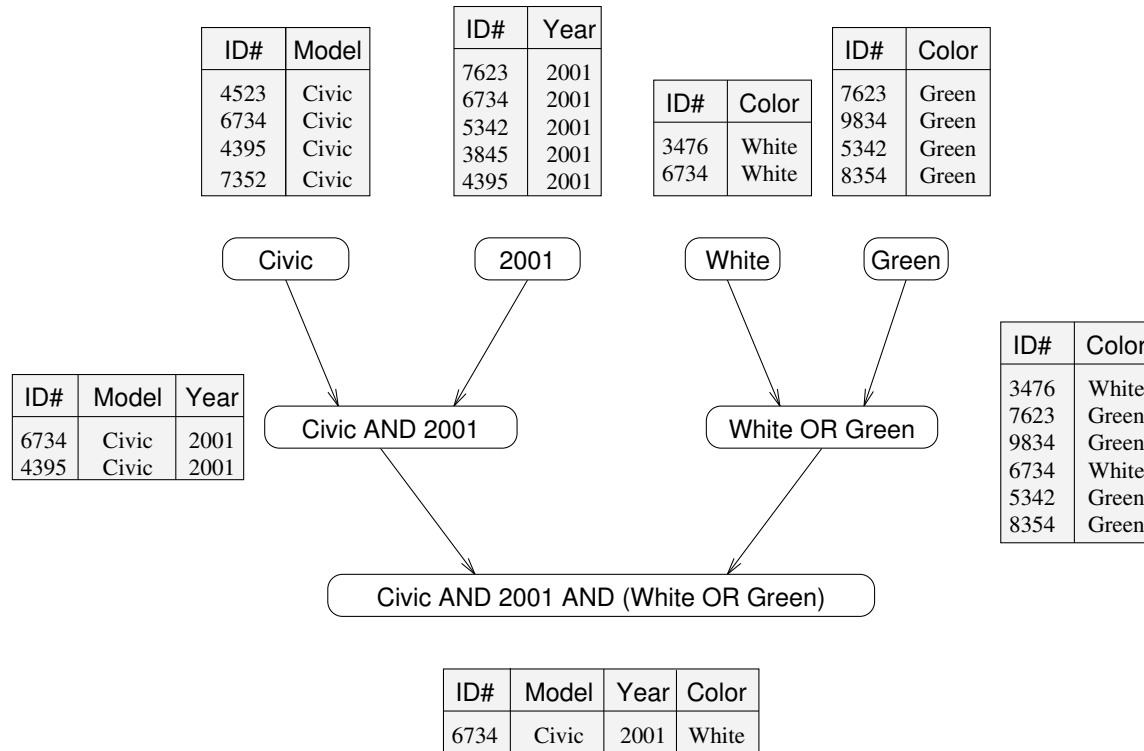 ID# Model
4523 Civic
6734 Civic
4395 Civic
7352 Civic
ID# Year
7623 2001
6734 2001
5342 2001
3845 2001
4395 2001
ID# Color
3476 White
6734 White
ID# Color
7623 Green
9834 Green
5342 Green
8354 Green
Civic
2001
White
Green
ID# Model Year
6734 Civic 2001
4395 Civic 2001
Civic AND 2001
White OR Green
ID# Color
3476 White
7623 Green
9834 Green
6734 White
5342 Green
8354 Green
Civic AND 2001 AND (White OR Green)
ID# Model Year Color
6734 Civic 2001 White